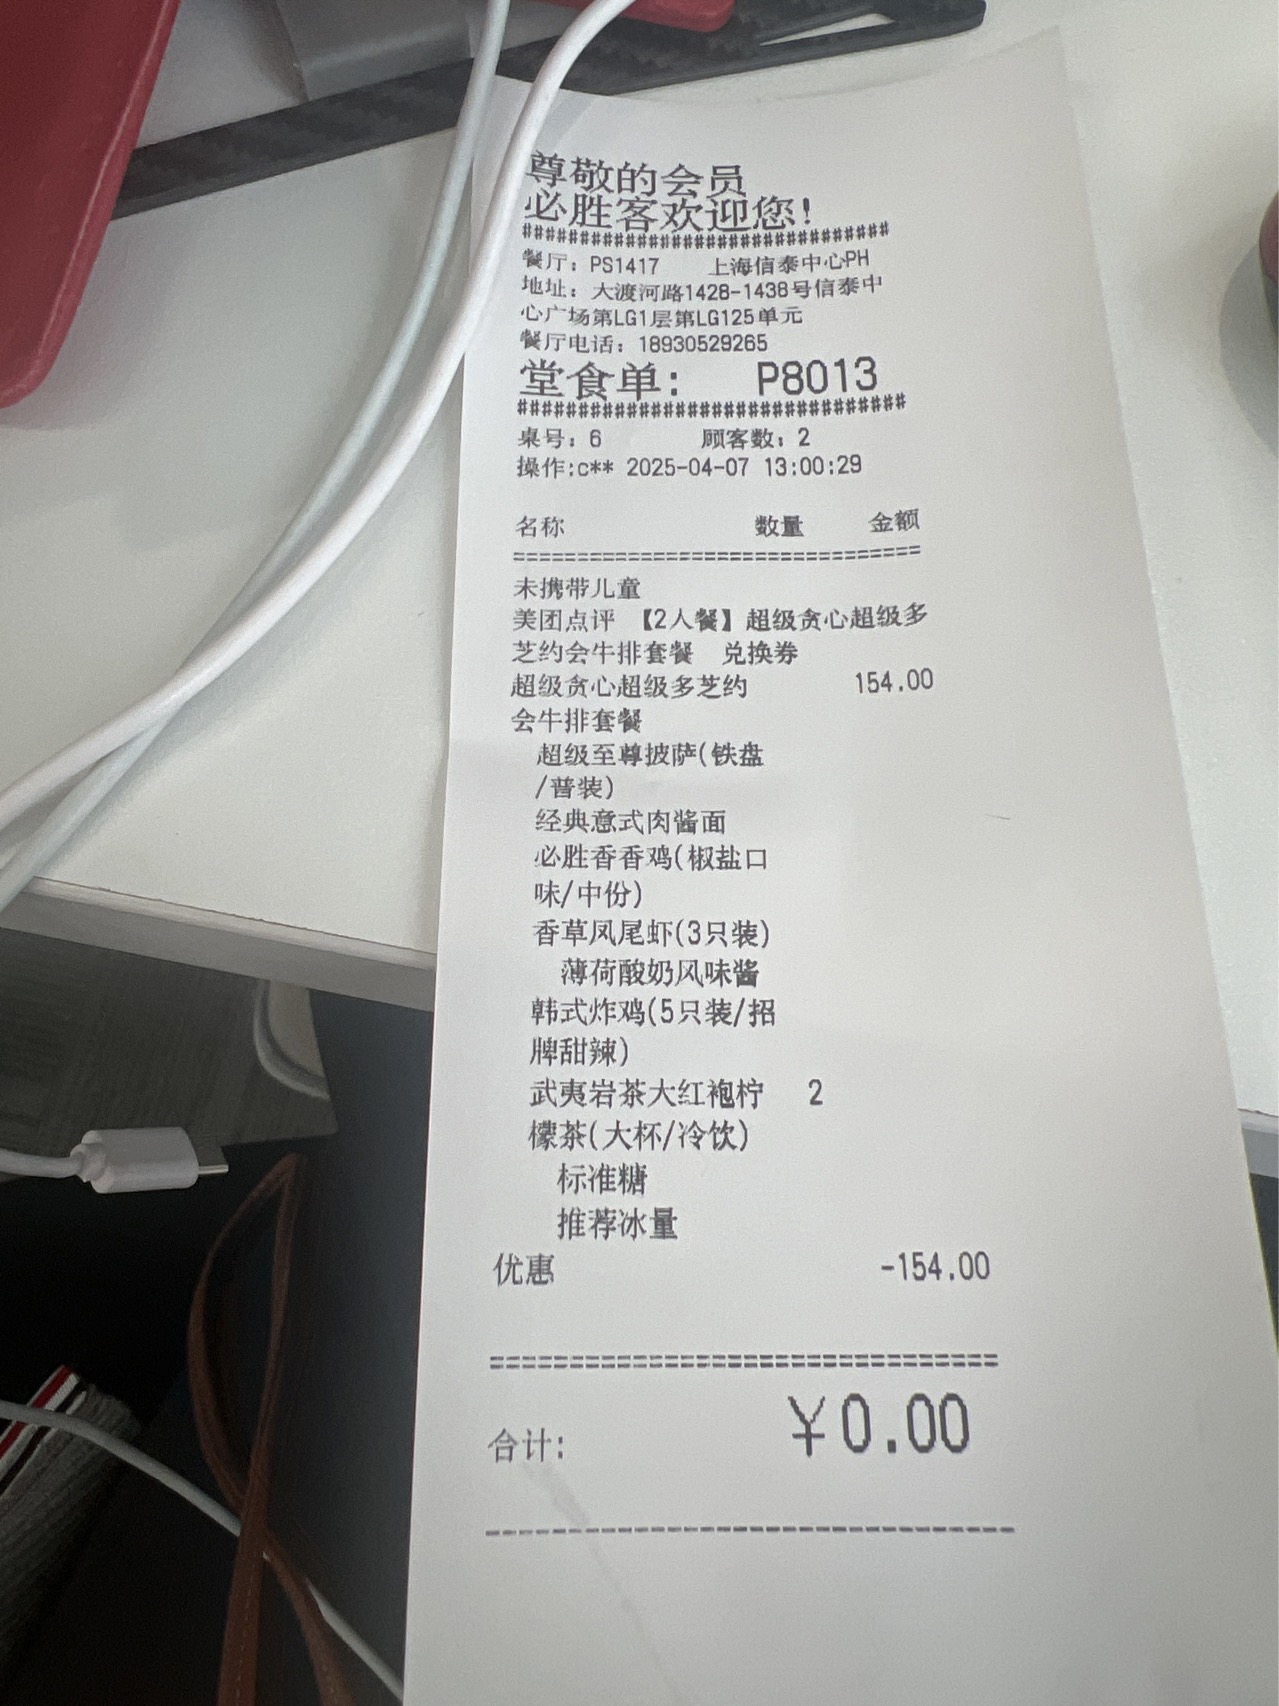 尊敬的会员
必胜客欢迎您!
##################################
餐厅: PS1417 上海信泰中心PH
地址: 大渡河路1428-1438号信泰中
心广场第LG1层第LG125单元
餐厅电话: 18930529265
堂食单: P8013
##################################
桌号: 6 顾客数: 2
操作:c** 2025-04-07 13:00:29
名称 数量 金额
================================
未携带儿童
美团点评 【2人餐】超级贪心超级多
芝约会牛排套餐 兑换券
超级贪心超级多芝约 154.00
会牛排套餐
超级至尊披萨(铁盘
/普装)
经典意式肉酱面
必胜香香鸡(椒盐口
味/中份)
香草凤尾虾(3只装)
薄荷酸奶风味酱
韩式炸鸡(5只装/招
牌甜辣)
武夷岩茶大红袍柠 2
檬茶(大杯/冷饮)
标准糖
推荐冰量
优惠 -154.00
================================
合计: ￥0.00
--------------------------------